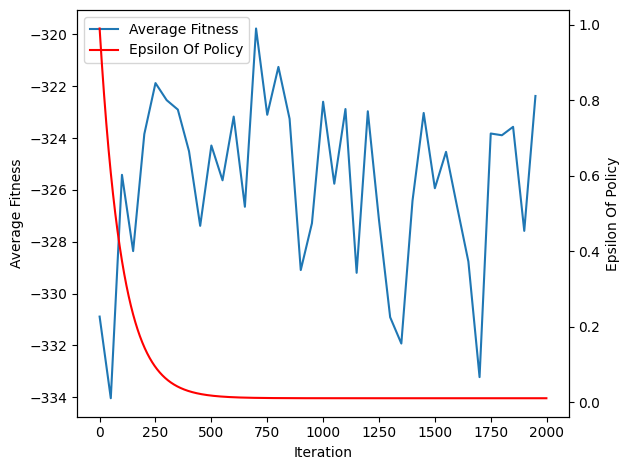 Average Fitness
Epsilon Of Policy
−320
−322
−324
−326
−328
−330
−332
−334
Average Fitness
1.0
0.8
0.6
0.4
0.2
0.0
Epsilon Of Policy
0 250 500 750 1000 1250 1500 1750 2000
Iteration